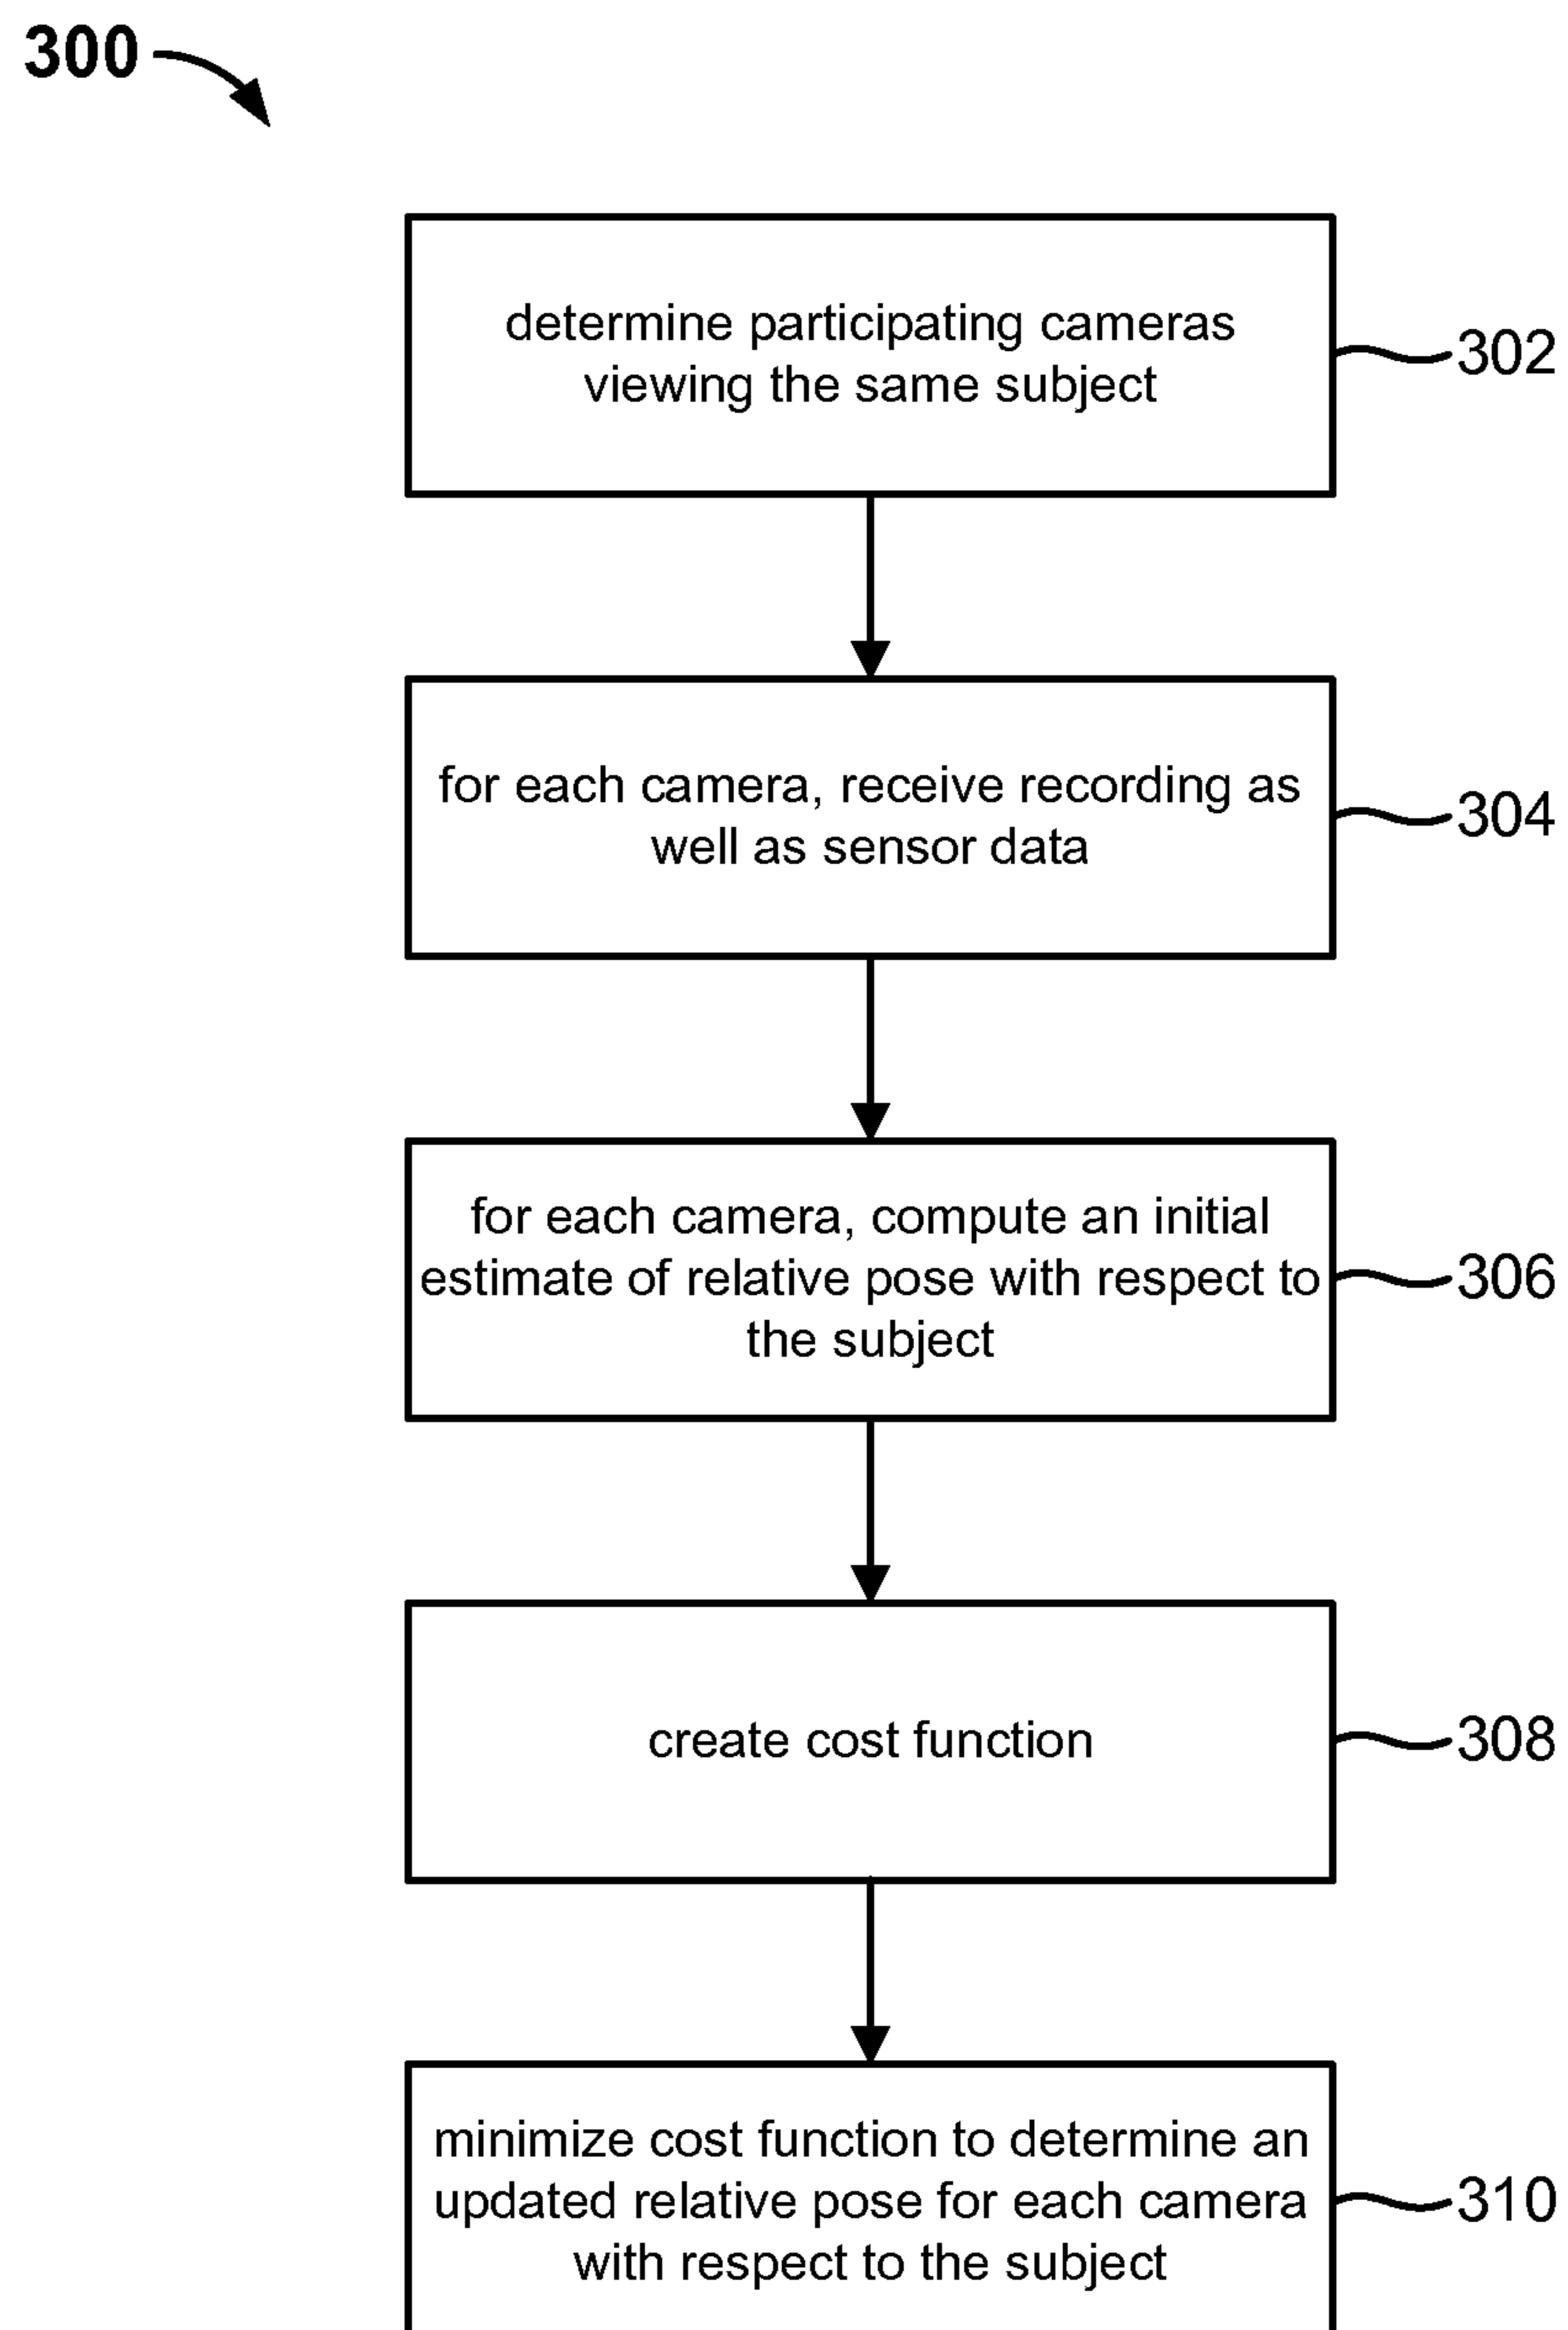 300
determine participating cameras
viewing the same subject
302
for each camera, receive recording as
well as sensor data
304
for each camera, compute an initial
estimate of relative pose with respect to
the subject
306
create cost function
308
minimize cost function to determine an
updated relative pose for each camera
with respect to the subject
310